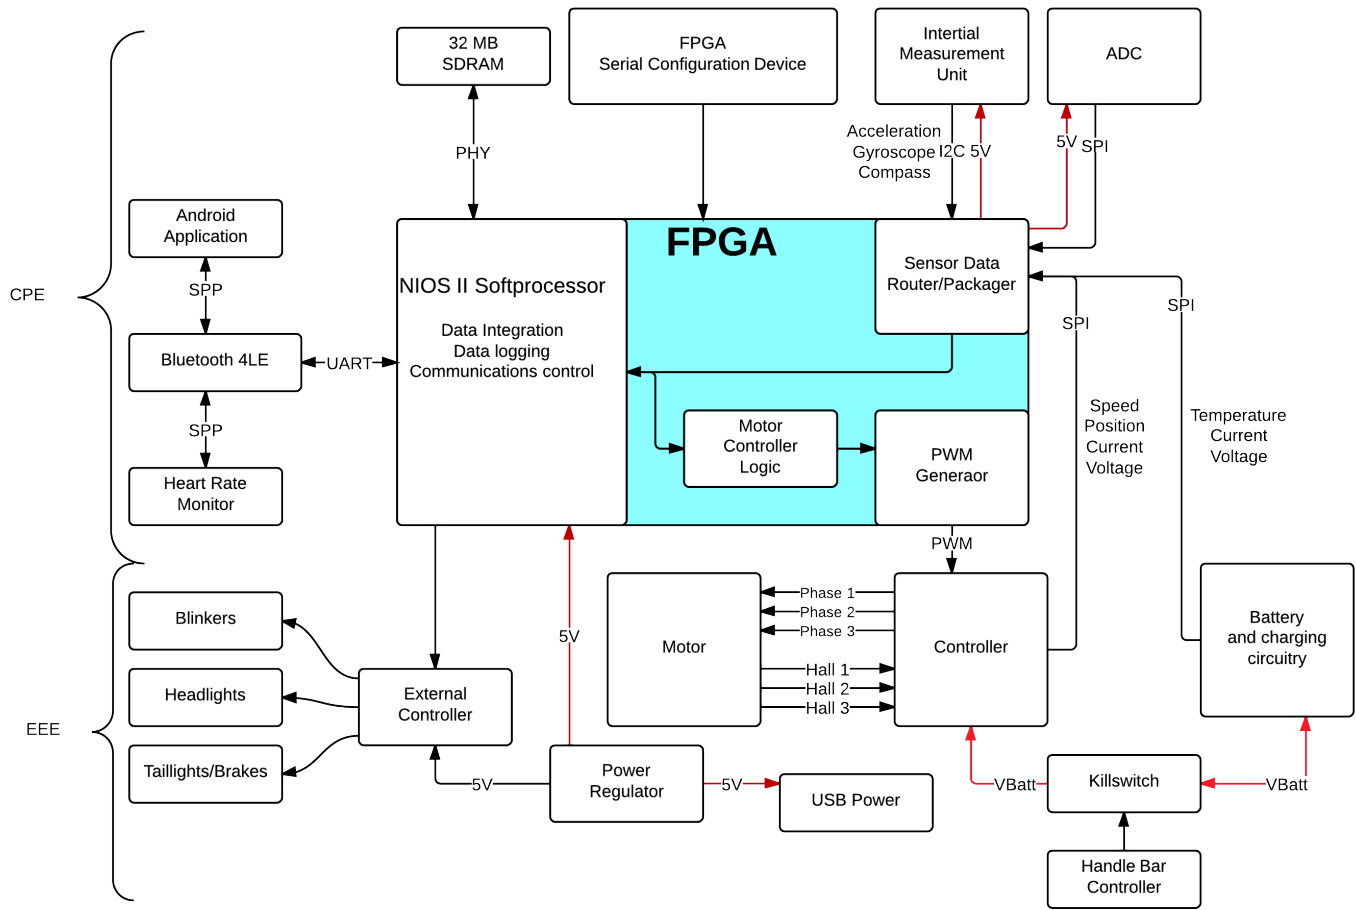 32 MB
SDRAM
FPGA
Serial Configuration Device
Intertial
Measurement
Unit
ADC
Acceleration
Gyroscope
Compass
I2C
5V
5V
SPI
PHY
Android
Application
SPP
CPE
Bluetooth 4LE
UART
SPP
Heart Rate
Monitor
FPGA
NIOS II Softprocessor
Data Integration
Data logging
Communications control
Sensor Data
Router/Packager
Motor
Controller
Logic
PWM
Generaor
SPI
SPI
Speed
Position
Current
Voltage
Temperature
Current
Voltage
PWM
EEE
Blinkers
Headlights
Taillights/Brakes
External
Controller
5V
5V
Power
Regulator
5V
USB Power
Motor
Phase 1
Phase 2
Phase 3
Hall 1
Hall 2
Hall 3
Controller
Battery
and charging
circuitry
VBatt
Killswitch
VBatt
Handle Bar
Controller